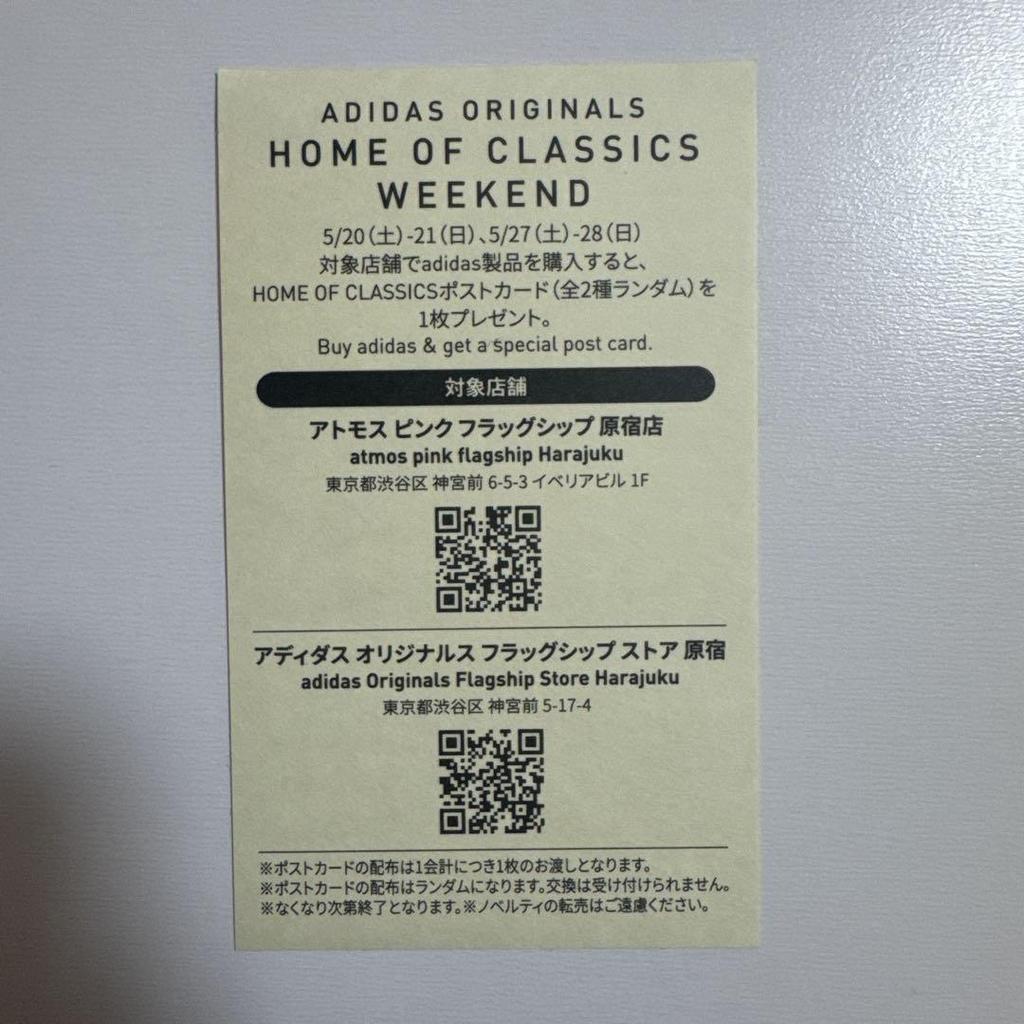 ADIDAS ORIGINALS
HOME OF CLASSICS
WEEKEND
5/20(土)-21(日)、5/27(土)-28(日)
対象店舗でadidas製品を購入すると、
HOME OF CLASSICSポストカード(全2種ランダム)を
1枚プレゼント。
Buy adidas & get a special post card.
対象店舗
アトモス ピンク フラッグシップ 原宿店
atmos pink flagship Harajuku
東京都渋谷区 神宮前 6-5-3 イベリアビル 1F
アディダス オリジナルス フラッグシップ ストア 原宿
adidas Originals Flagship Store Harajuku
東京都渋谷区 神宮前 5-17-4
※ポストカードの配布は1会計につき1枚のお渡しとなります。
※ポストカードの配布はランダムになります。交換は受け付けられません。
※なくなり次第終了となります。※ノベルティの転売はご遠慮ください。